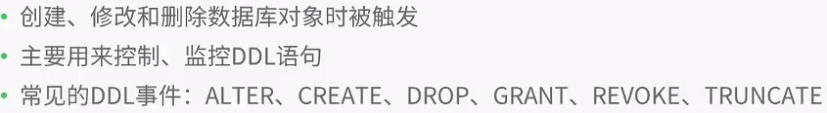 • 创建、修改和删除数据库对象时被触发
• 主要用来控制、监控DDL语句
• 常见的DDL事件：ALTER、CREATE、DROP、GRANT、REVOKE、TRUNCATE